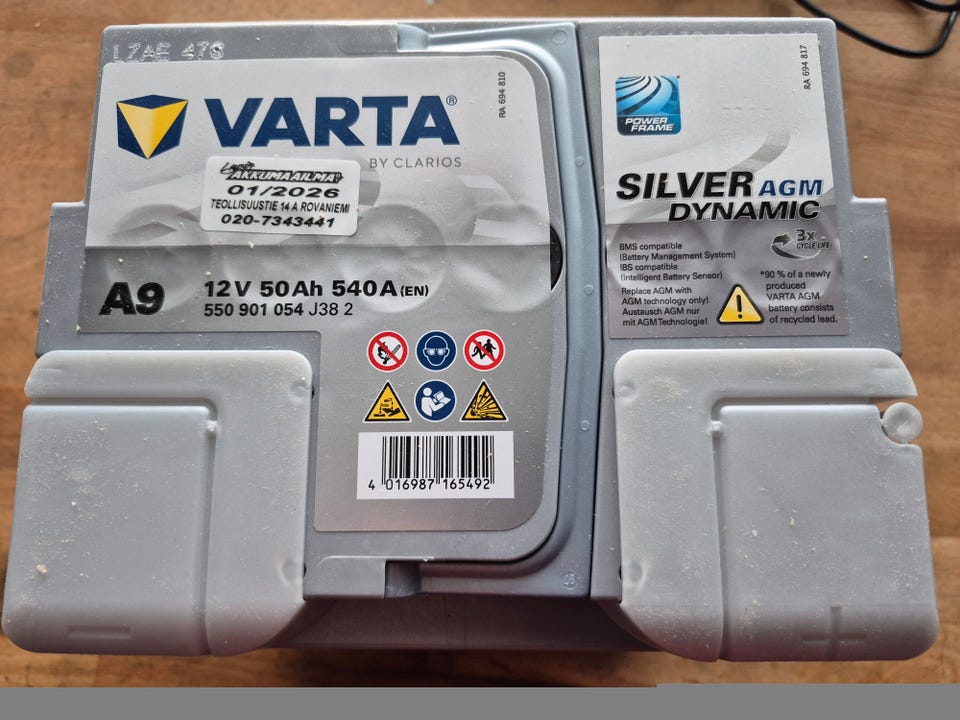 LZAE 478
VARTA®
BY CLARIOS
RA 694 810
Lapin
AKKUMAAILMA
01/2026
TEOLLISUUSTIE 14 A ROVANIEMI
020-7343441
A9
12V 50Ah 540A (EN)
550 901 054 J38 2
4 016987 165492
RA 694 817
POWER
FRAME
SILVER AGM
DYNAMIC
3x
CYCLE LIFE
BMS compatible
(Battery Management System)
IBS compatible
(Intelligent Battery Sensor)
Replace AGM with
AGM technology only!
Austausch AGM nur
mit AGM Technologie!
*90 % of a newly
produced
VARTA AGM
battery consists
of recycled lead.